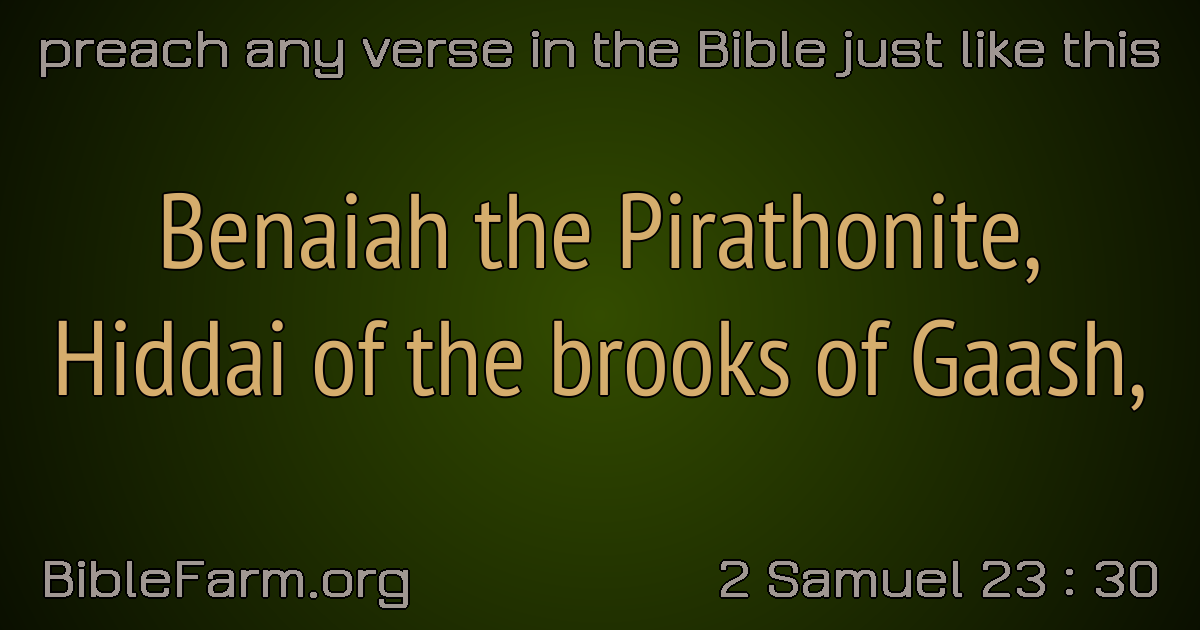 preach any verse in the Bible just like this
Benaiah the Pirathonite,
Hiddai of the brooks of Gaash,
BibleFarm.org
2 Samuel 23 : 30